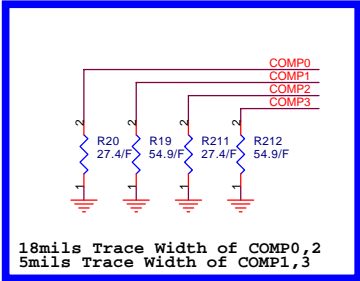 COMP0
COMP1
COMP2
COMP3
2 2 2 2
R20 R19 R211 R212
27.4/F 54.9/F 27.4/F 54.9/F
1 1 1 1
18mils Trace Width of COMP0,2
5mils Trace Width of COMP1,3